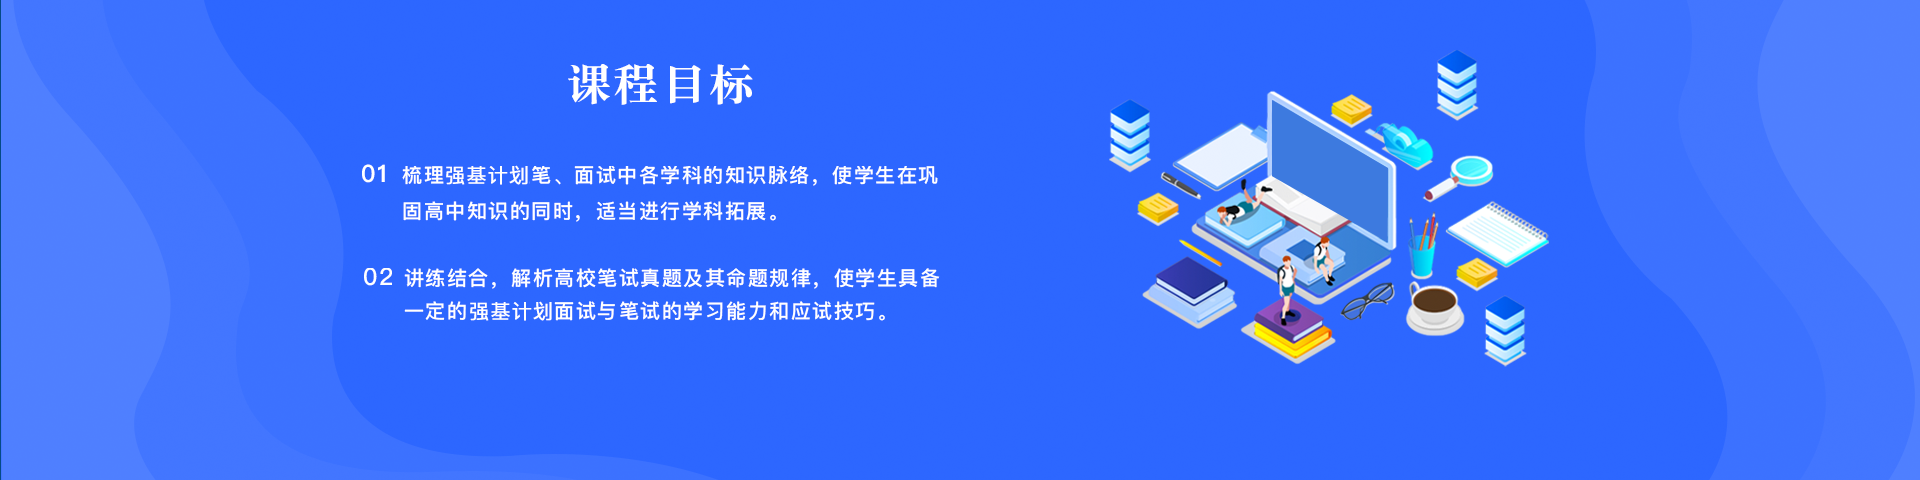 课程目标
01 梳理强基计划笔、面试中各学科的知识脉络，使学生在巩
固高中知识的同时，适当进行学科拓展。
02 讲练结合，解析高校笔试真题及其命题规律，使学生具备
一定的强基计划面试与笔试的学习能力和应试技巧。